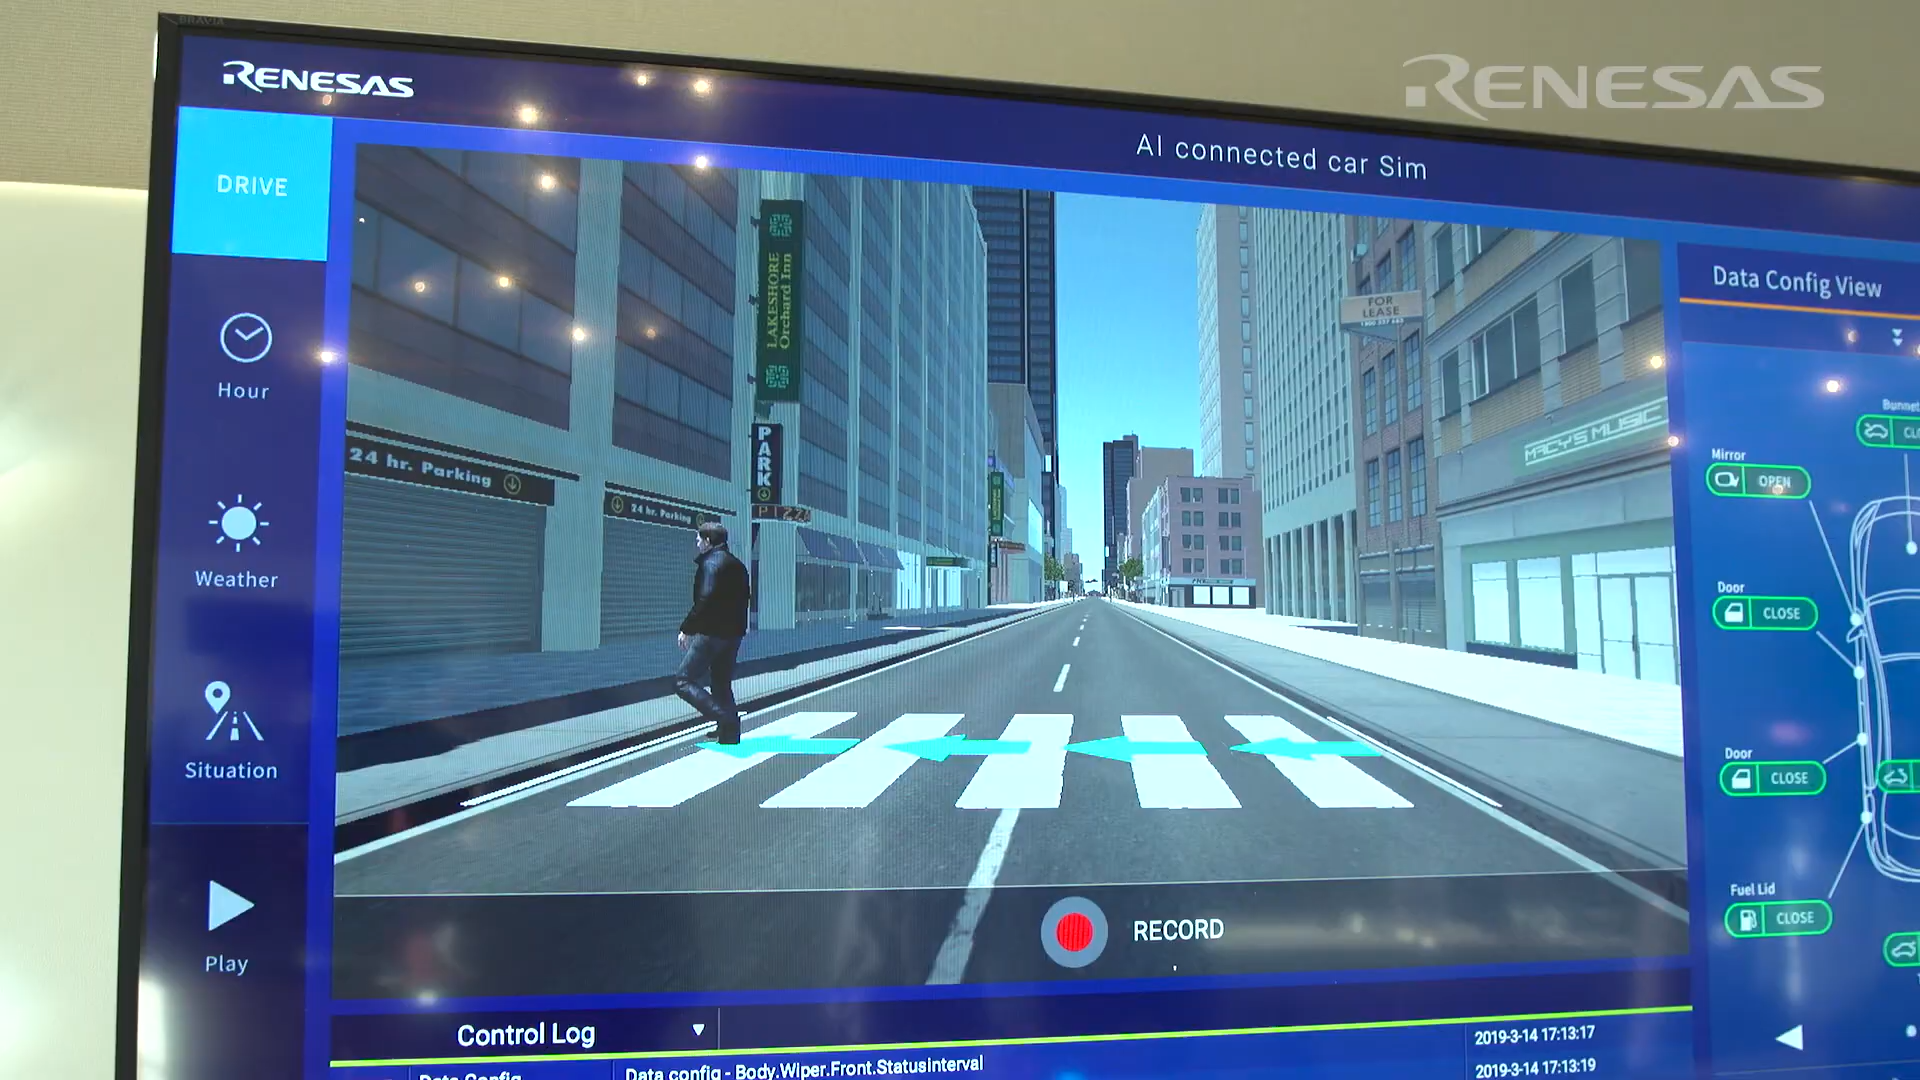 BRAVIA
RENESAS
RENESAS
AI connected car Sim
DRIVE
Hour
Weather
Situation
Play
LAKESHORE
Orchard Inn
PARK
PIZZA
24 hr. Parking
24 hr. Parking
FOR
LEASE
MACY'S MUSIC
RECORD
Data Config View
Mirror
OPEN
Door
CLOSE
Door
CLOSE
Fuel Lid
CLOSE
Control Log
2019-3-14 17:13:17
Data Config
Data config - Body.Wiper.Front.StatusInterval
2019-3-14 17:13:19